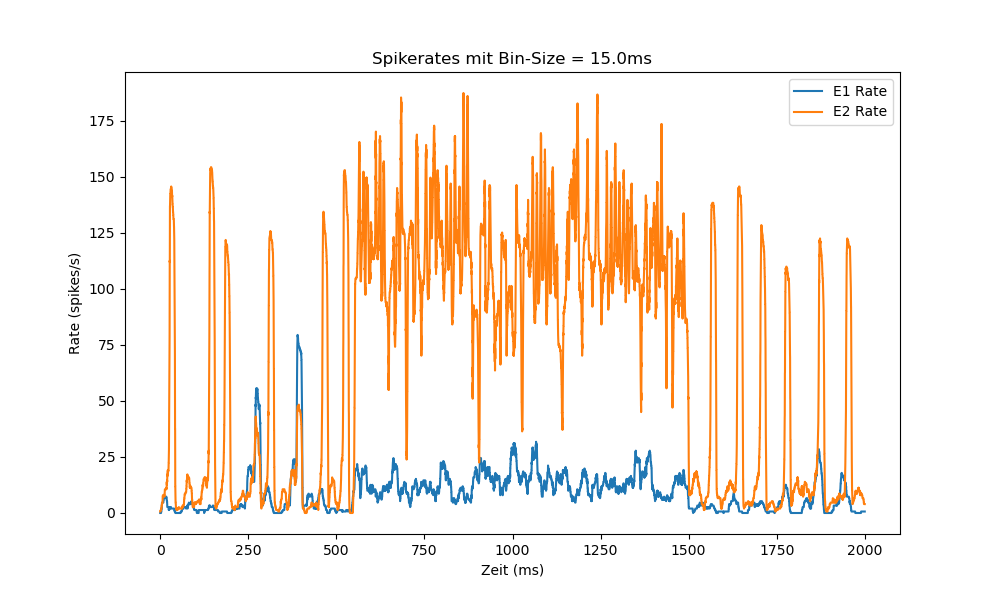 Spikerates mit Bin-Size = 15.0ms
E1 Rate
E2 Rate
175
150
125
100
75
50
25
0
Rate (spikes/s)
0 250 500 750 1000 1250 1500 1750 2000
Zeit (ms)